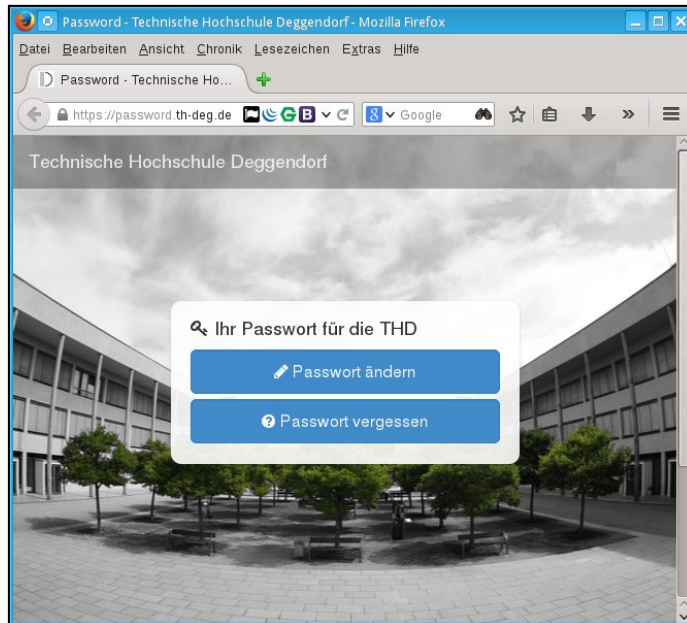 Password - Technische Hochschule Deggendorf - Mozilla Firefox
Datei Bearbeiten Ansicht Chronik Lesezeichen Extras Hilfe
Password - Technische Ho...
https://password.th-deg.de B 8 Google
Technische Hochschule Deggendorf
Ihr Passwort für die THD
Passwort ändern
Passwort vergessen